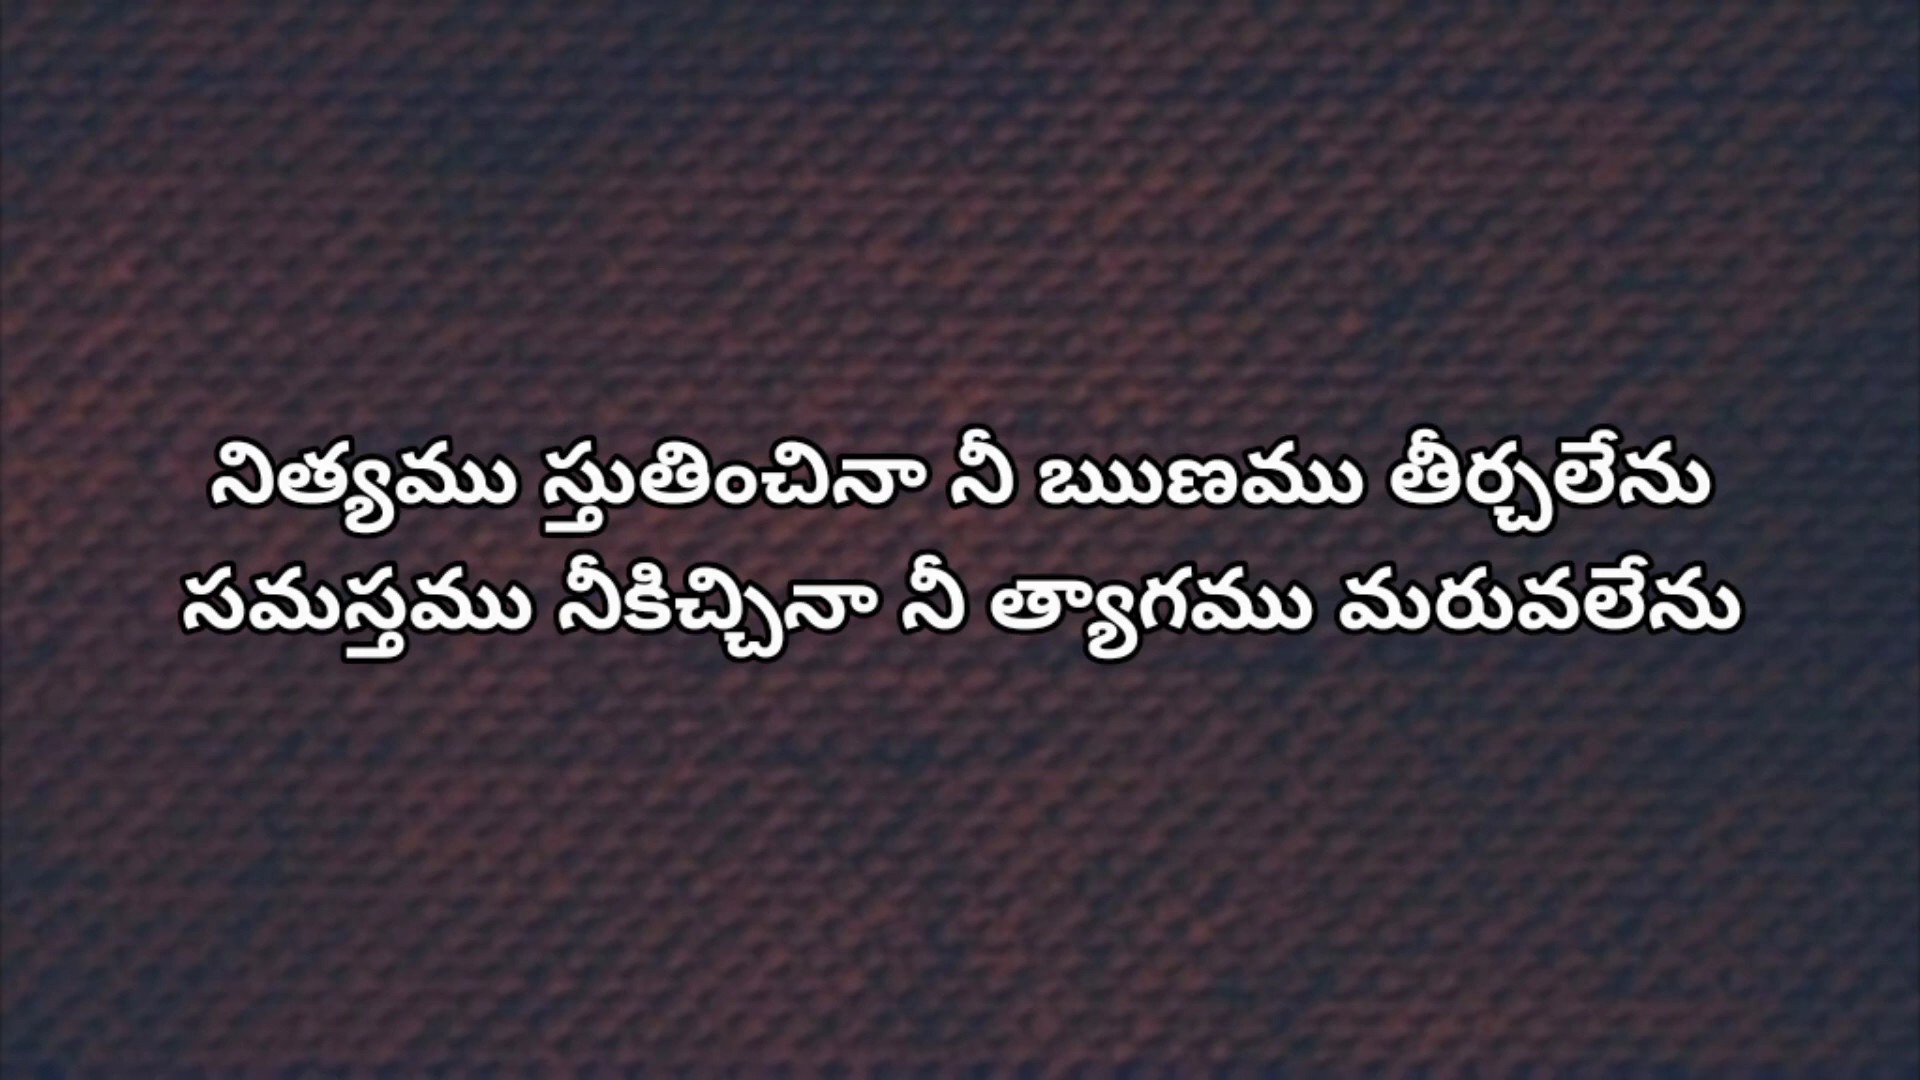 నిత్యము స్తుతించినా నీ ఋణము తీర్చలేను
సమస్తము నీకిచ్చినా నీ త్యాగము మరువలేను